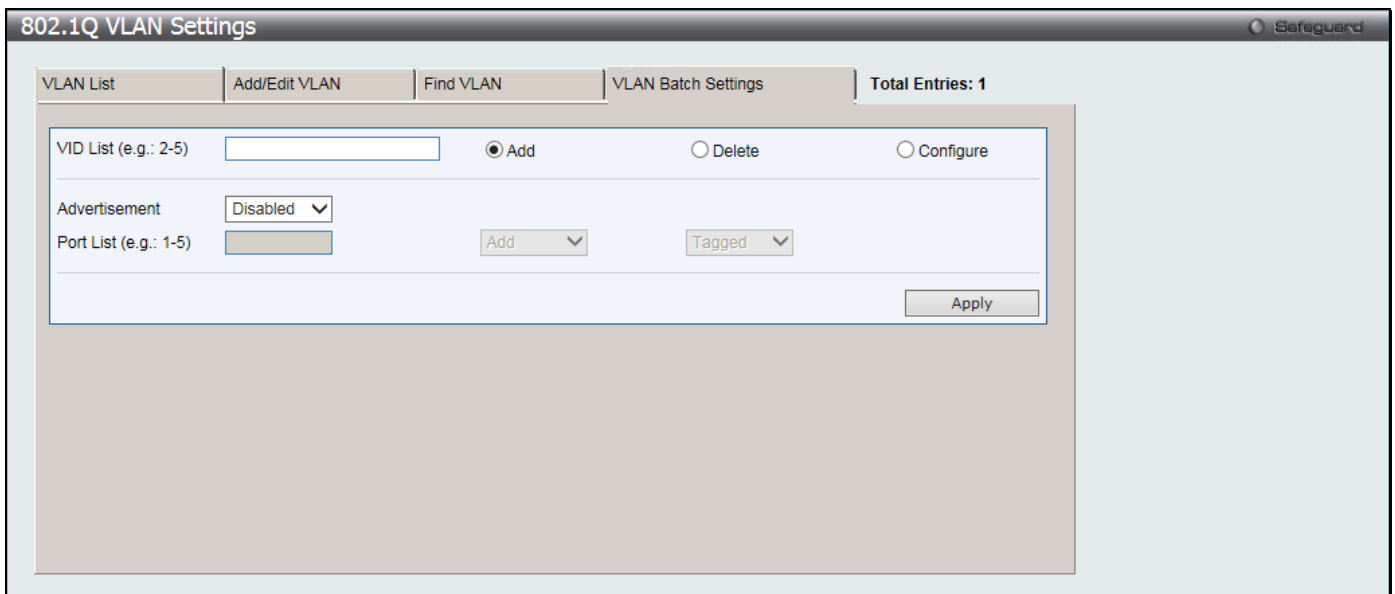 802.1Q VLAN Settings
Safeguard
VLAN List
Add/Edit VLAN
Find VLAN
VLAN Batch Settings
Total Entries: 1
VID List (e.g.: 2-5)
Add
Delete
Configure
Advertisement
Disabled
Port List (e.g.: 1-5)
Add
Tagged
Apply